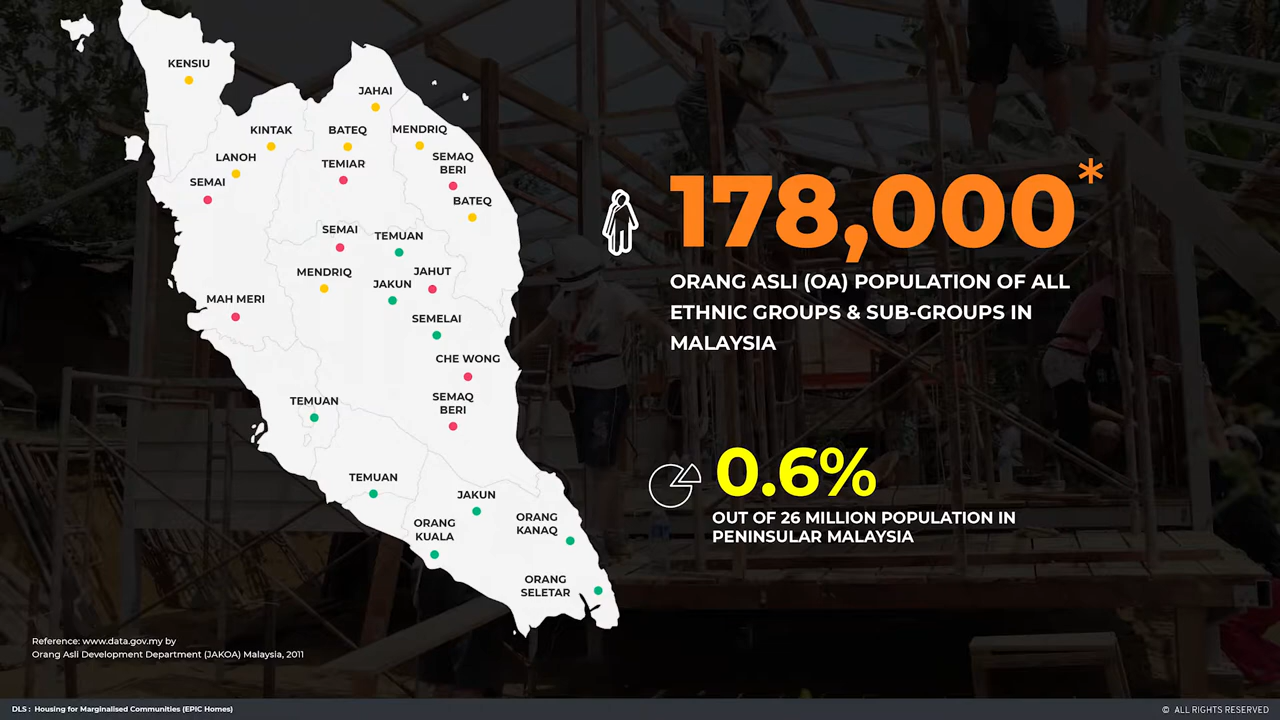 KENSIU
JAHAI
KINTAK
BATEQ
MENDRIQ
LANOH
TEMIAR
SEMAQ
BERI
SEMAI
BATEQ
SEMAI
TEMUAN
MENDRIQ
JAHUT
JAKUN
MAH MERI
SEMELAI
CHE WONG
TEMUAN
SEMAQ
BERI
TEMUAN
JAKUN
ORANG
KUALA
ORANG
KANAQ
ORANG
SELETAR
178,000*
ORANG ASLI (OA) POPULATION OF ALL
ETHNIC GROUPS & SUB-GROUPS IN
MALAYSIA
0.6%
OUT OF 26 MILLION POPULATION IN
PENINSULAR MALAYSIA
Reference: www.data.gov.my by
Orang Asli Development Department (JAKOA) Malaysia, 2011
DLS : Housing for Marginalised Communities (EPIC Homes)
© ALL RIGHTS RESERVED